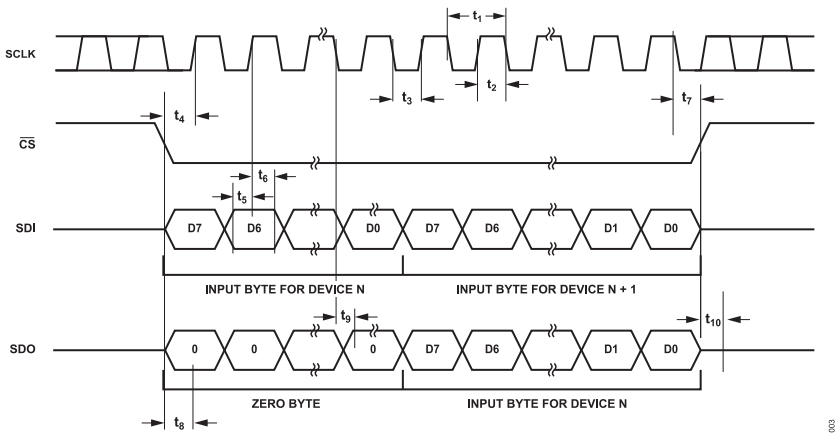 t1
SCLK
t3
t2
t4
t7
CS
t6
t5
SDI
D7 D6 D0 D7 D6 D1 D0
INPUT BYTE FOR DEVICE N INPUT BYTE FOR DEVICE N + 1
t9
t10
SDO
0 0 0 D7 D6 D1 D0
ZERO BYTE INPUT BYTE FOR DEVICE N
t8
003